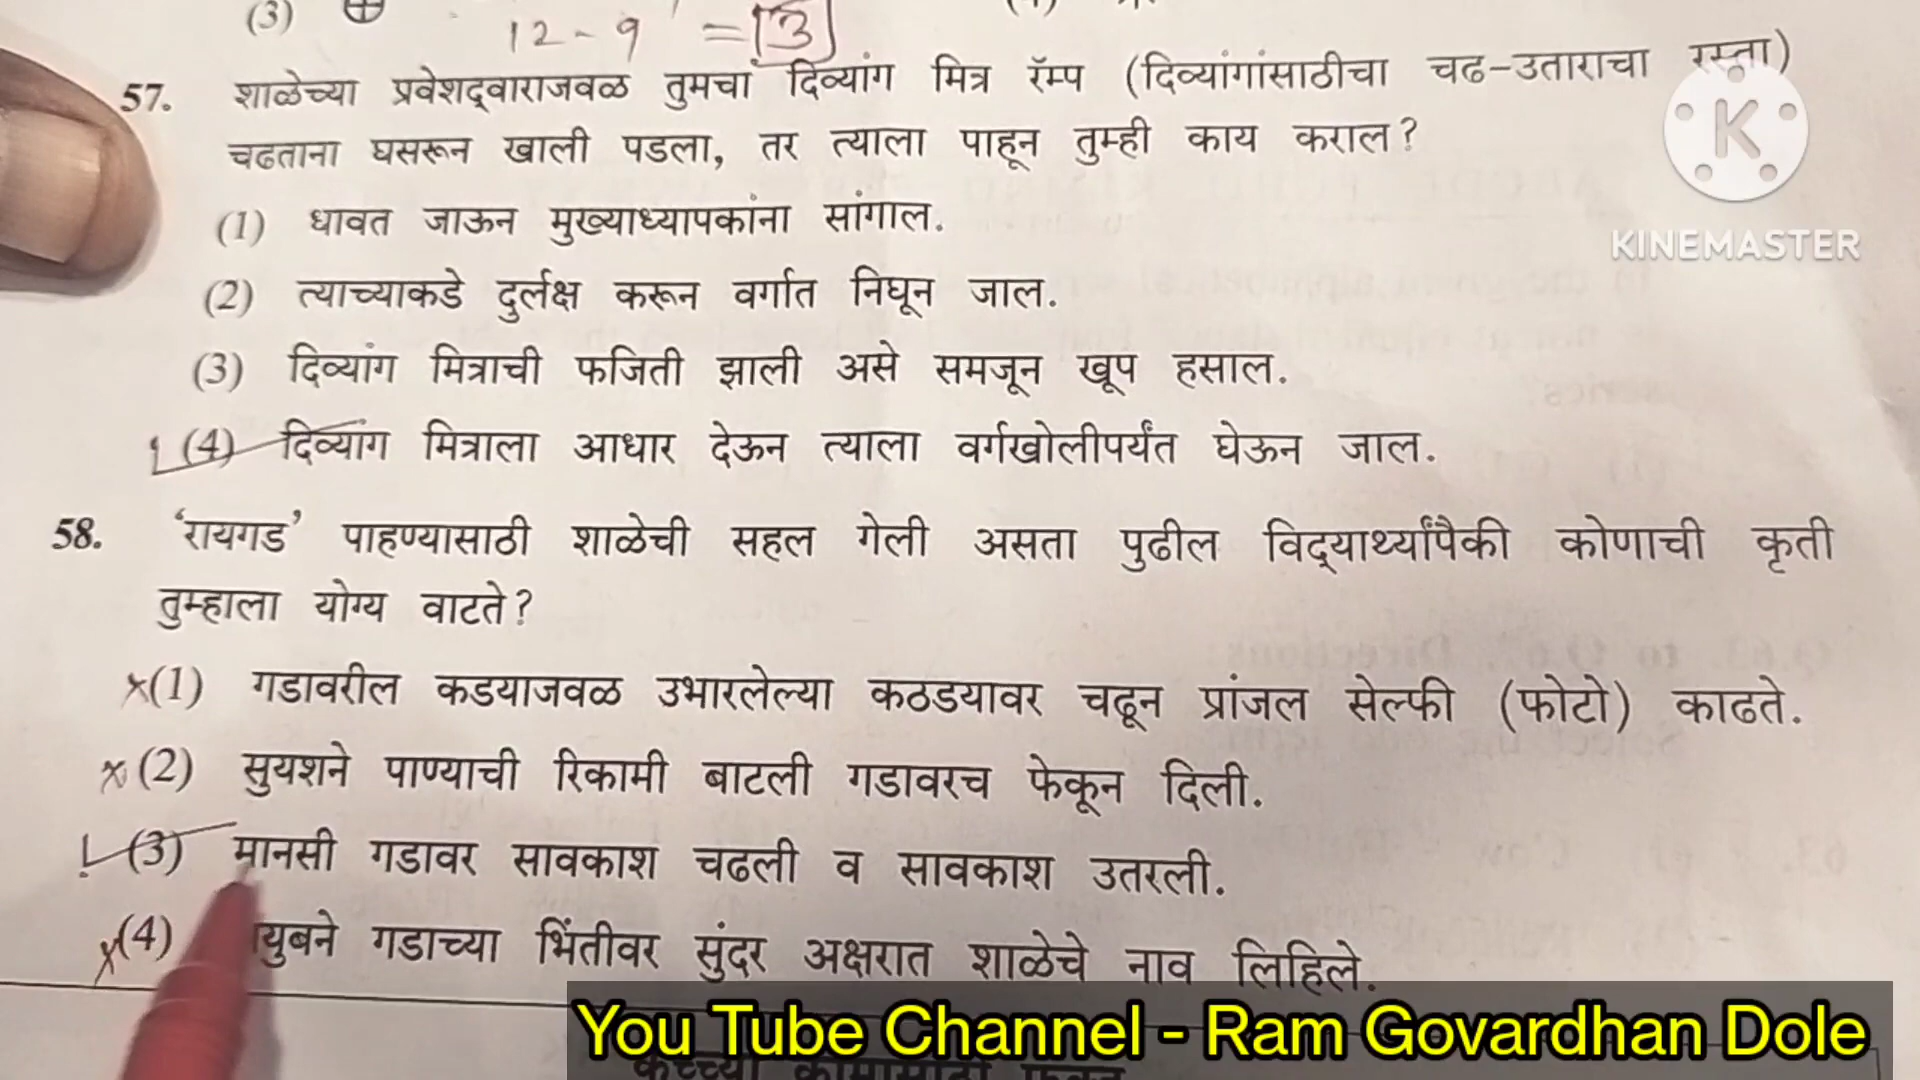 (3) ⊕
12 - 9 = 3
57. शाळेच्या प्रवेशद्वाराजवळ तुमचा दिव्यांग मित्र रॅम्प (दिव्यांगांसाठीचा चढ-उताराचा रस्ता)
चढताना घसरून खाली पडला, तर त्याला पाहून तुम्ही काय कराल?
(1) धावत जाऊन मुख्याध्यापकांना सांगाल.
(2) त्याच्याकडे दुर्लक्ष करून वर्गात निघून जाल.
(3) दिव्यांग मित्राची फजिती झाली असे समजून खूप हसाल.
(4) दिव्यांग मित्राला आधार देऊन त्याला वर्गखोलीपर्यंत घेऊन जाल.
K
KINEMASTER
58. ‘रायगड’ पाहण्यासाठी शाळेची सहल गेली असता पुढील विद्यार्थ्यांपैकी कोणाची कृती
तुम्हाला योग्य वाटते?
(1) गडावरील कडयाजवळ उभारलेल्या कठडयावर चढून प्रांजल सेल्फी (फोटो) काढते.
(2) सुयशने पाण्याची रिकामी बाटली गडावरच फेकून दिली.
(3) मानसी गडावर सावकाश चढली व सावकाश उतरली.
(4) गडाच्या भिंतीवर सुंदर अक्षरात शाळेचे नाव लिहिले.
You Tube Channel - Ram Govardhan Dole